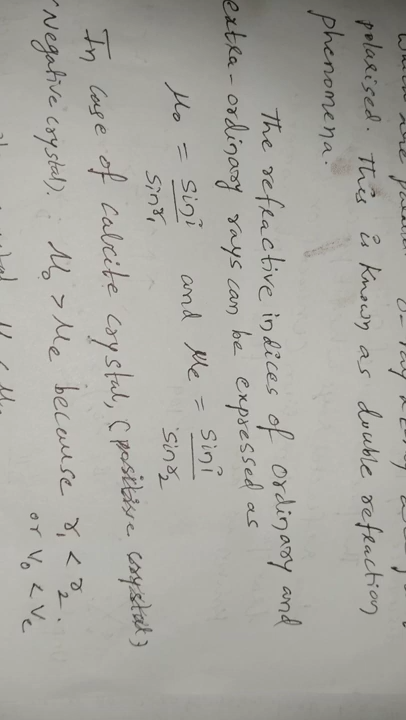 polarised. This is known as double refraction
phenomena.
The refractive indices of ordinary and
extra-ordinary rays can be expressed as
μo = sin i / sin r1 and μe = sin i / sin r2
In case of calcite crystal, (positive crystal)
(Negative crystal). μo > μe because r1 < r2.
or vo < ve